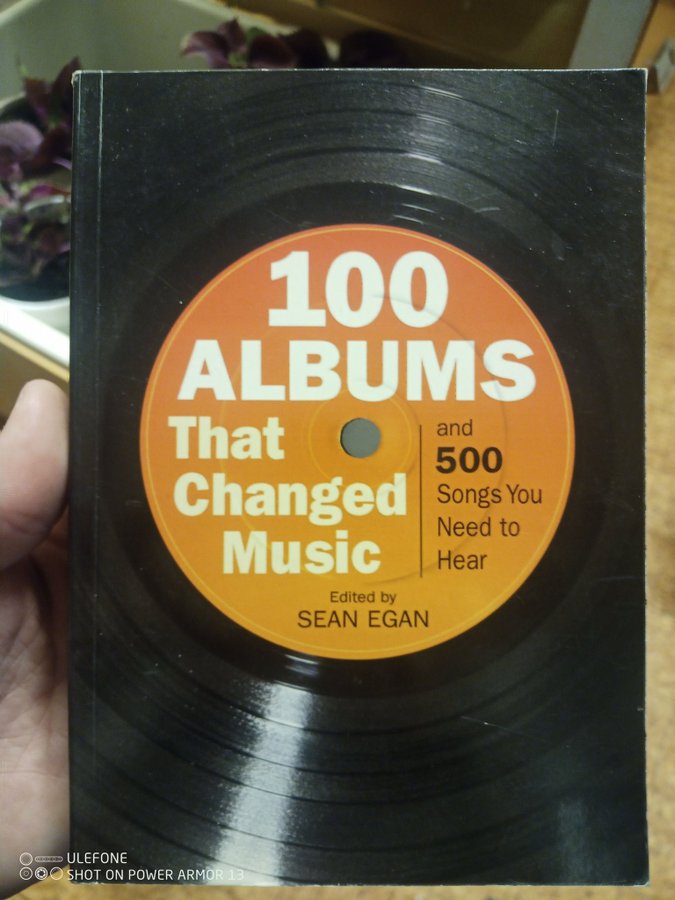 100
ALBUMS
That
Changed
Music
and
500
Songs You
Need to
Hear
Edited by
SEAN EGAN
ULEFONE
SHOT ON POWER ARMOR 13